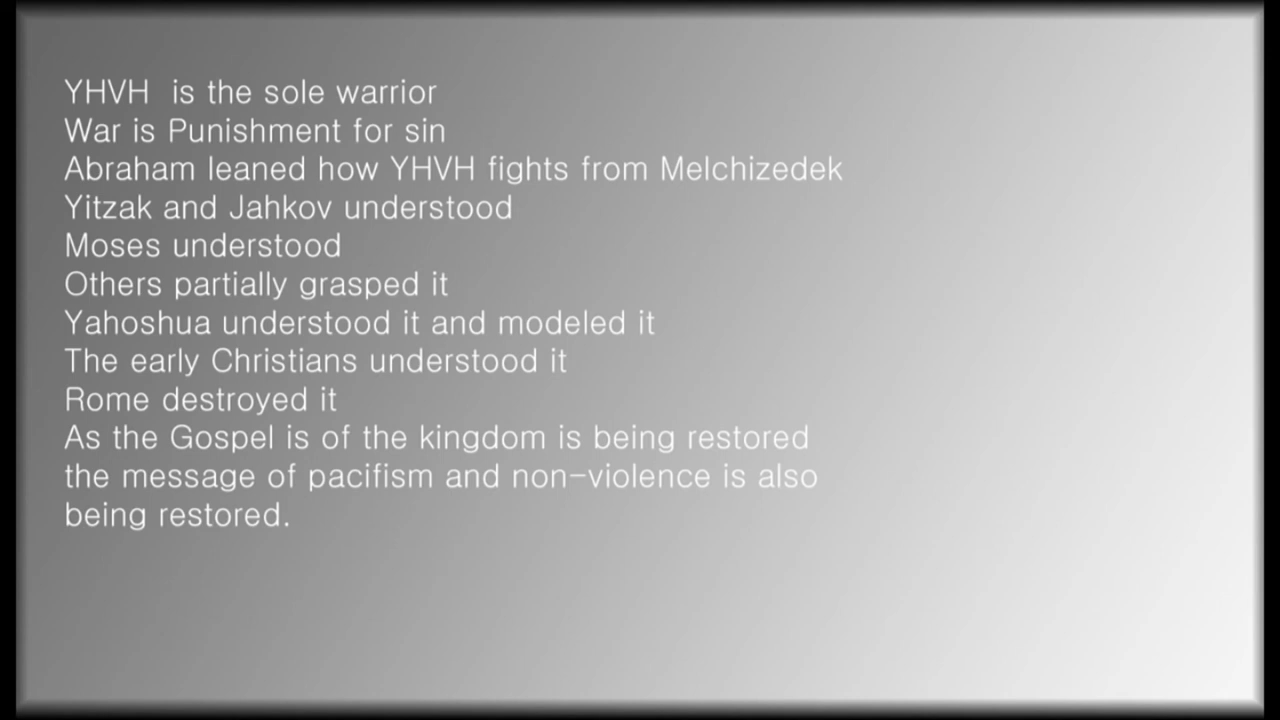 YHVH  is the sole warrior
War is Punishment for sin
Abraham leaned how YHVH fights from Melchizedek
Yitzak and Jahkov understood
Moses understood
Others partially grasped it
Yahoshua understood it and modeled it
The early Christians understood it
Rome destroyed it
As the Gospel is of the kingdom is being restored
the message of pacifism and non-violence is also
being restored.